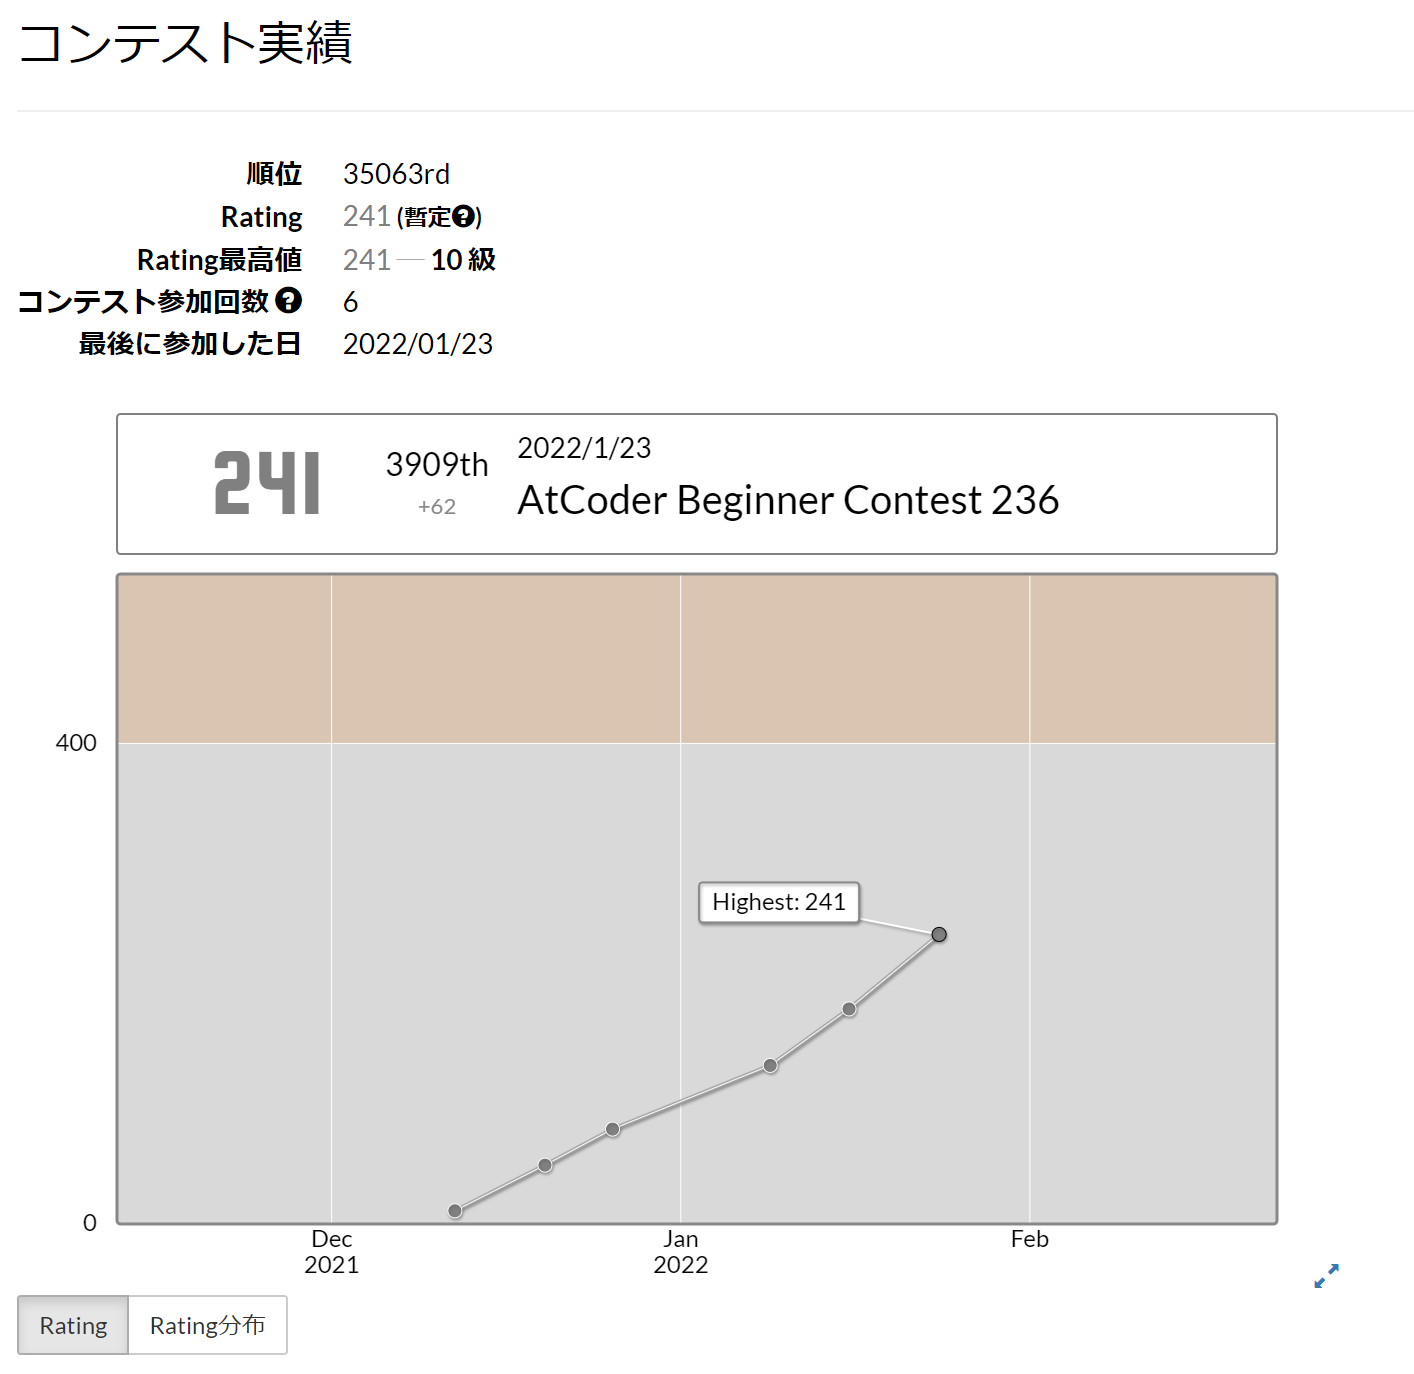 コンテスト実績
順位 35063rd
Rating 241 (暫定?)
Rating最高値 241 ― 10 級
コンテスト参加回数 ? 6
最後に参加した日 2022/01/23
241 3909th +62
2022/1/23
AtCoder Beginner Contest 236
400
Highest: 241
0
Dec 2021
Jan 2022
Feb
Rating Rating分布